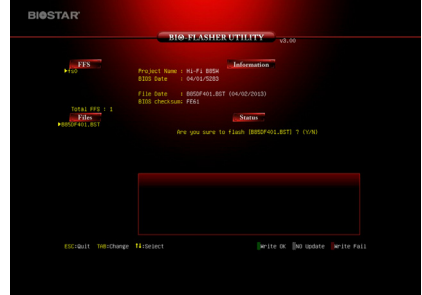 BIOSTAR
BIO-FLASHER UTILITY v3.00
FFS
fs0
Total FFS : 1
Files
B85DF401.BST
Information
Project Name : Hi-Fi B85W
BIOS Date : 04/01/5203
File Date : B85DF401.BST (04/02/2013)
BIOS checksum: FE61
Status
Are you sure to flash [B85DF401.BST] ? (Y/N)
ESC:Quit TAB:Change ↑↓:Select
Write OK NO Update Write Fail